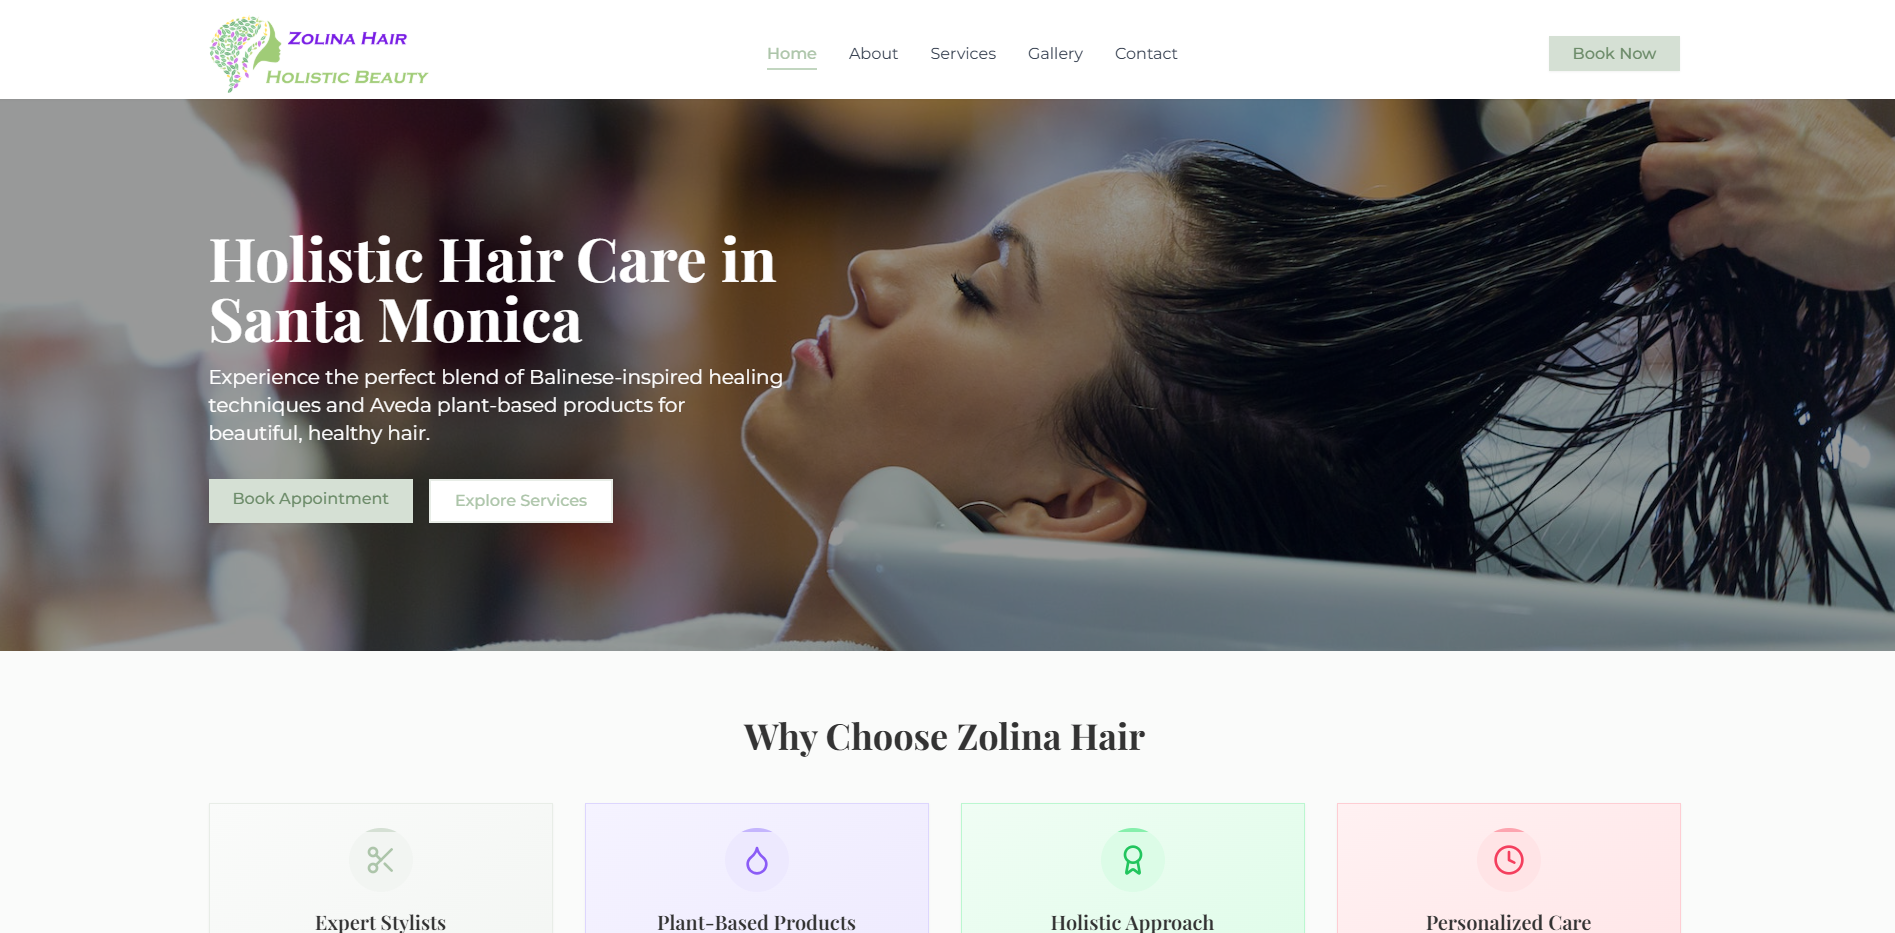 Zolina Hair
Holistic Beauty
Home
About
Services
Gallery
Contact
Book Now
Holistic Hair Care in
Santa Monica
Experience the perfect blend of Balinese-inspired healing
techniques and Aveda plant-based products for
beautiful, healthy hair.
Book Appointment
Explore Services
Why Choose Zolina Hair
Expert Stylists
Plant-Based Products
Holistic Approach
Personalized Care